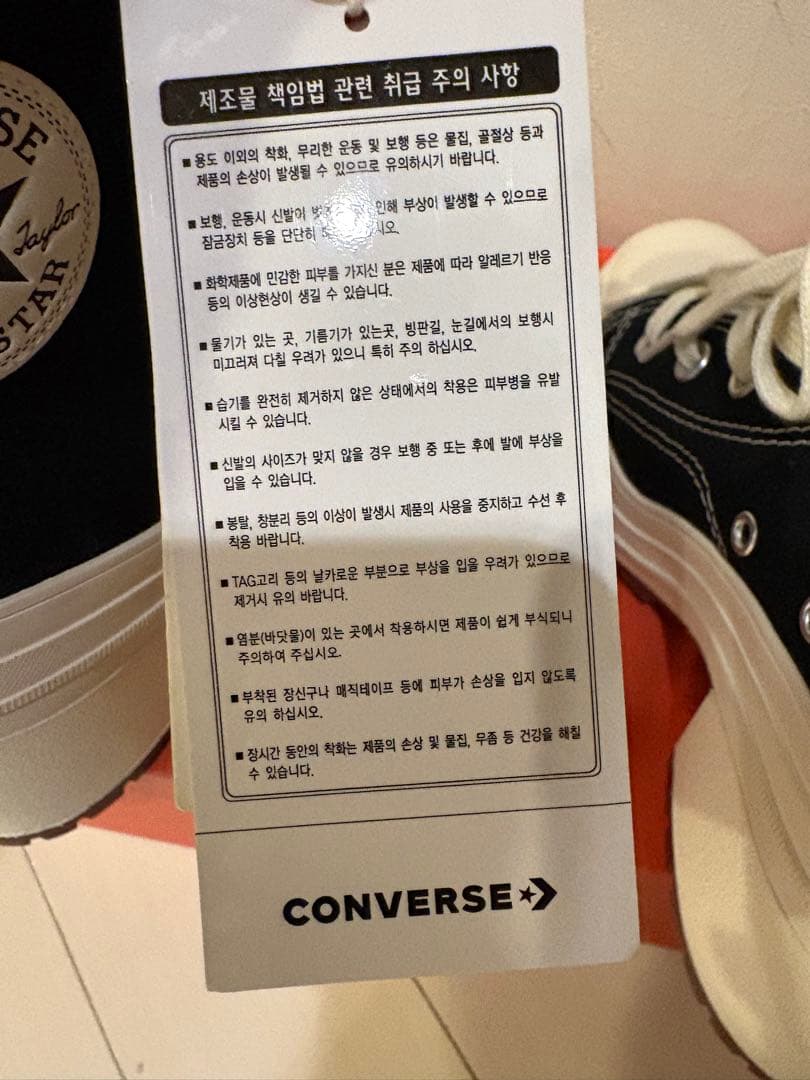 제조물 책임법 관련 취급 주의 사항
■ 용도 이외의 착화, 무리한 운동 및 보행 등은 물집, 골절상 등과
제품의 손상이 발생될 수 있으므로 유의하시기 바랍니다.
■ 보행, 운동시 신발이 인해 부상이 발생할 수 있으므로
잠금장치 등을 단단히
■ 화학제품에 민감한 피부를 가지신 분은 제품에 따라 알레르기 반응
등의 이상현상이 생길 수 있습니다.
■ 물기가 있는 곳, 기름기가 있는곳, 빙판길, 눈길에서의 보행시
미끄러져 다칠 우려가 있으니 특히 주의 하십시오.
■ 습기를 완전히 제거하지 않은 상태에서의 착용은 피부병을 유발
시킬 수 있습니다.
■ 신발의 사이즈가 맞지 않을 경우 보행 중 또는 후에 발에 부상을
입을 수 있습니다.
■ 봉탈, 창분리 등의 이상이 발생시 제품의 사용을 중지하고 수선 후
착용 바랍니다.
■ TAG고리 등의 날카로운 부분으로 부상을 입을 우려가 있으므로
제거시 유의 바랍니다.
■ 염분(바닷물)이 있는 곳에서 착용하시면 제품이 쉽게 부식되니
주의하여 주십시오.
■ 부착된 장신구나 매직테이프 등에 피부가 손상을 입지 않도록
유의 하십시오.
■ 장시간 동안의 착화는 제품의 손상 및 물집, 무좀 등 건강을 해칠
수 있습니다.
CONVERSE
SE
Taylor
STAR